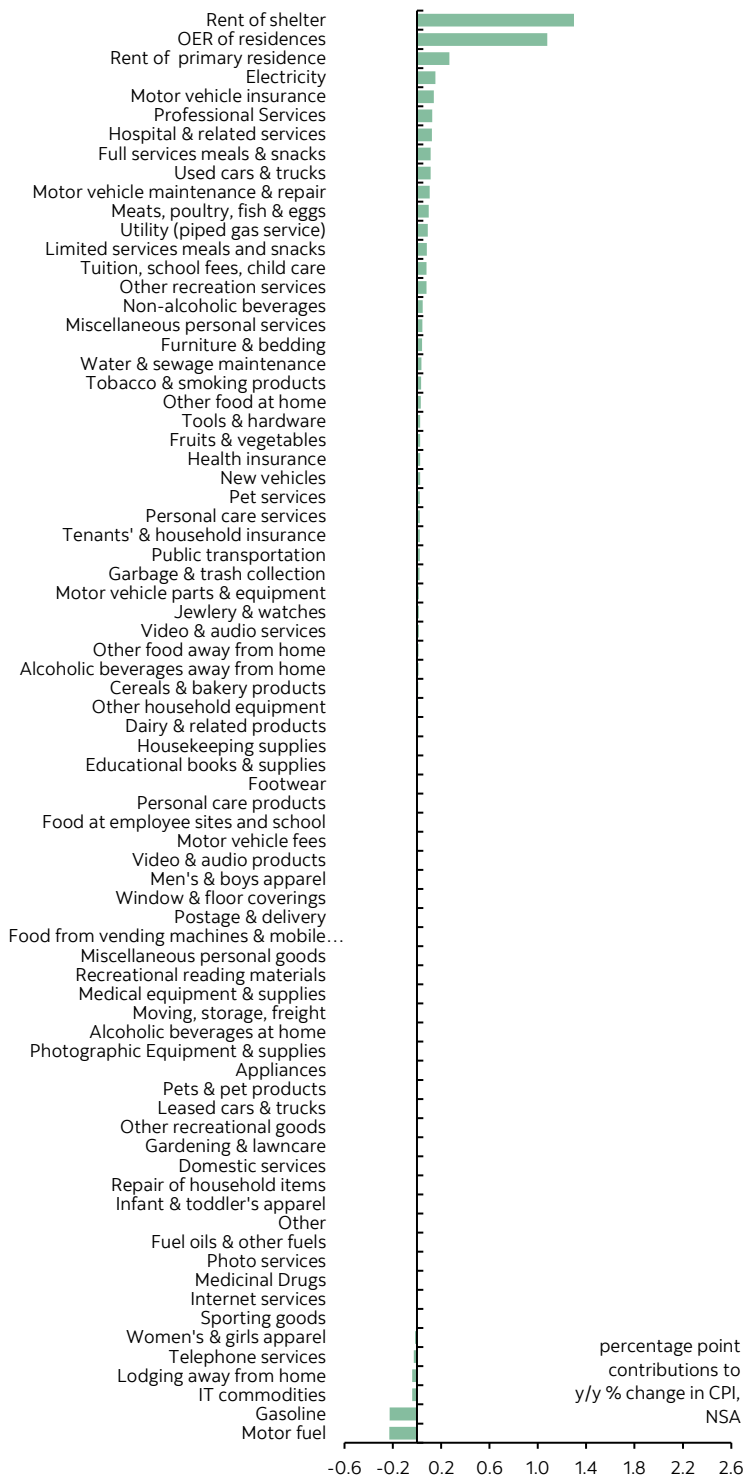 Rent of shelter
OER of residences
Rent of  primary residence
Electricity
Motor vehicle insurance
Professional Services
Hospital & related services
Full services meals & snacks
Used cars & trucks
Motor vehicle maintenance & repair
Meats, poultry, fish & eggs
Utility (piped gas service)
Limited services meals and snacks
Tuition, school fees, child care
Other recreation services
Non-alcoholic beverages
Miscellaneous personal services
Furniture & bedding
Water & sewage maintenance
Tobacco & smoking products
Other food at home
Tools & hardware
Fruits & vegetables
Health insurance
New vehicles
Pet services
Personal care services
Tenants' & household insurance
Public transportation
Garbage & trash collection
Motor vehicle parts & equipment
Jewlery & watches
Video & audio services
Other food away from home
Alcoholic beverages away from home
Cereals & bakery products
Other household equipment
Dairy & related products
Housekeeping supplies
Educational books & supplies
Footwear
Personal care products
Food at employee sites and school
Motor vehicle fees
Video & audio products
Men's & boys apparel
Window & floor coverings
Postage & delivery
Food from vending machines & mobile…
Miscellaneous personal goods
Recreational reading materials
Medical equipment & supplies
Moving, storage, freight
Alcoholic beverages at home
Photographic Equipment & supplies
Appliances
Pets & pet products
Leased cars & trucks
Other recreational goods
Gardening & lawncare
Domestic services
Repair of household items
Infant & toddler's apparel
Other
Fuel oils & other fuels
Photo services
Medicinal Drugs
Internet services
Sporting goods
Women's & girls apparel
Telephone services
Lodging away from home
IT commodities
Gasoline
Motor fuel
percentage point
contributions to
y/y % change in CPI,
NSA
-0.6 -0.2 0.2 0.6 1.0 1.4 1.8 2.2 2.6